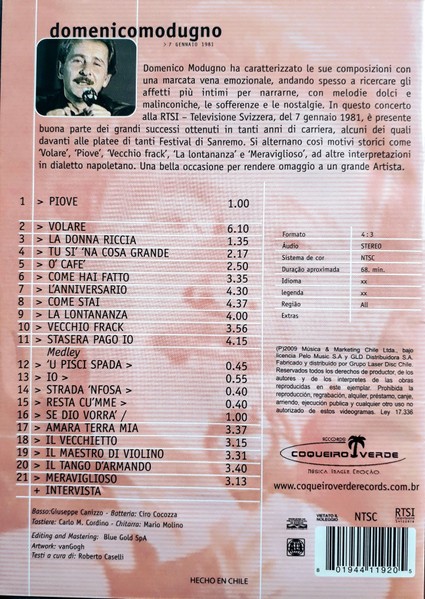 domenicomodugno
> 7 GENNAIO 1981
Domenico Modugno ha caratterizzato le sue composizioni con
una marcata vena emozionale, andando spesso a ricercare gli
affetti più intimi per narrarne, con melodie dolci e
malinconiche, le sofferenze e le nostalgie. In questo concerto
alla RTSI – Televisione Svizzera, del 7 gennaio 1981, è presente
buona parte dei grandi successi ottenuti in tanti anni di carriera, alcuni dei quali
davanti alle platee di tanti Festival di Sanremo. Si alternano così motivi storici come
'Volare', 'Piove', 'Vecchio frack', 'La lontananza' e 'Meraviglioso', ad altre interpretazioni
in dialetto napoletano. Una bella occasione per rendere omaggio a un grande Artista.
1 > PIOVE 1.00
2 > VOLARE 6.10
3 > LA DONNA RICCIA 1.35
4 > TU SI' 'NA COSA GRANDE 2.17
5 > O' CAFE' 2.50
6 > COME HAI FATTO 3.35
7 > L'ANNIVERSARIO 4.30
8 > COME STAI 4.37
9 > LA LONTANANZA 4.00
10 > VECCHIO FRACK 3.56
11 > STASERA PAGO IO 4.15
Medley
12 > 'U PISCI SPADA > 0.45
13 > IO > 0.55
14 > STRADA 'NFOSA > 0.40
15 > RESTA CU'MME > 0.40
16 > SE DIO VORRA' / 1.00
17 > AMARA TERRA MIA 3.37
18 > IL VECCHIETTO 3.15
19 > IL MAESTRO DI VIOLINO 3.31
20 > IL TANGO D'ARMANDO 3.40
21 > MERAVIGLIOSO 3.13
+ INTERVISTA
Formato 4 : 3
Áudio STEREO
Sistema de cor NTSC
Duração aproximada 68. min.
Idioma xx
legenda xx
Região All
Extras
(P)2009 Música & Marketing Chile Ltda., bajo
licencia Pelo Music S.A y GLD Distribuidora S.A.
Fabricado y distribuido por Grupo Laser Disc Chile.
Reservados todos los derechos de productor, de los
autores y de los interpretes de las obras
reproducidas en este ejemplar. Prohibida la
reproducción, regrabación, alquiler, préstamo, canje,
arriendo, ejecución publica y cualquier otro uso no
autorizado de estos videogramas. Ley 17.336
RECORDS
COQUEIRO VERDE
MÚSICA TRAGER EMOÇÃO
www.coqueiroverderecords.com.br
Basso:Giuseppe Canizzo - Batteria: Ciro Cocozza
Tastiere: Carlo M. Cordino - Chitarra: Mario Molino
Editing and Mastering: Blue Gold SpA
Artwork: vanGogh
Testi a cura di: Roberto Caselli
VIETATO IL
NOLEGGIO
NTSC
RTSI
8 01944 11920 5
HECHO EN CHILE